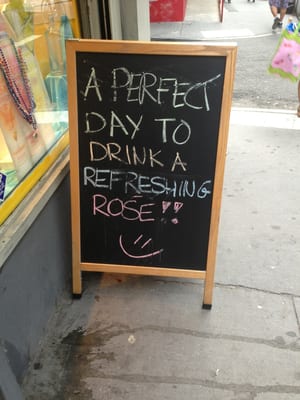 A PERFECT
DAY TO
DRINK A
REFRESHING
ROSE !!